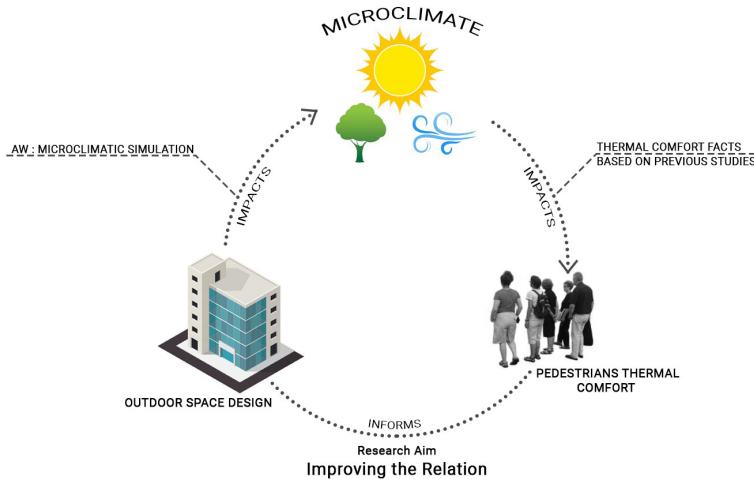 MICROCLIMATE
AW : MICROCLIMATIC SIMULATION
THERMAL COMFORT FACTS
BASED ON PREVIOUS STUDIES
IMPACTS
IMPACTS
OUTDOOR SPACE DESIGN
PEDESTRIANS THERMAL
COMFORT
INFORMS
Research Aim
Improving the Relation